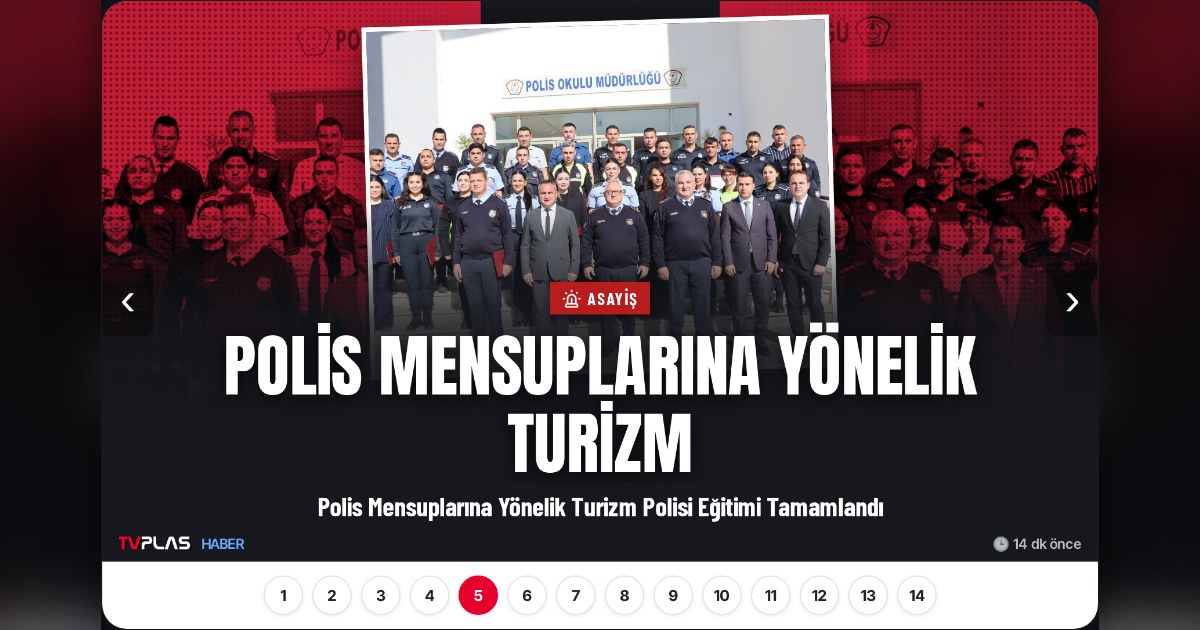 POLİS OKULU MÜDÜRLÜĞÜ
ASAYİŞ
POLİS MENSUPLARINA YÖNELİK
TURİZM
Polis Mensuplarına Yönelik Turizm Polisi Eğitimi Tamamlandı
TVPLAS HABER
14 dk önce
1 2 3 4 5 6 7 8 9 10 11 12 13 14